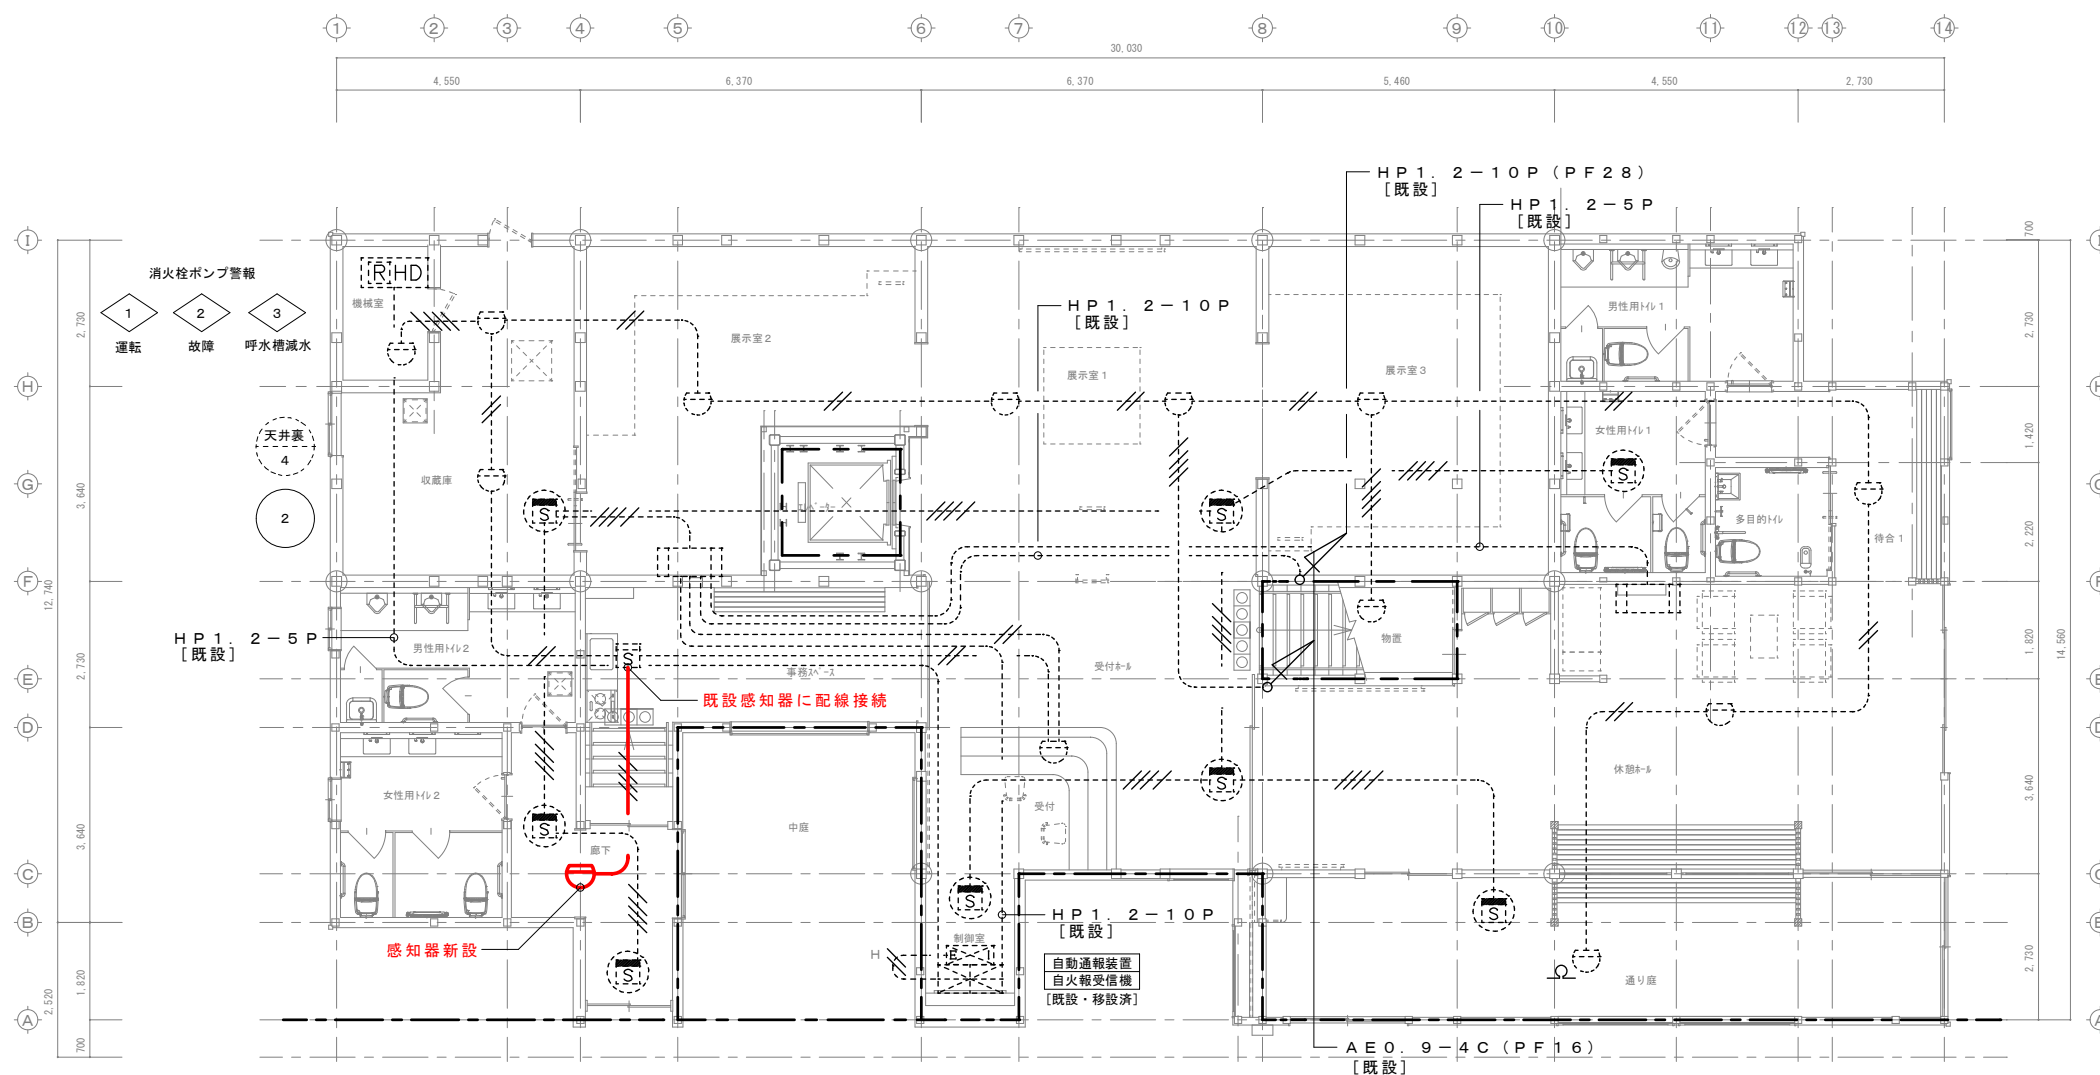 1 2 3 4 5 6 7 8 9 10 11 12 13 14
30,030
4,550 6,370 6,370 5,460 4,550 2,730
HP1.2-10P(PF28)
[既設]
HP1.2-5P
[既設]
I
700
消火栓ポンプ警報
RHD
1 2 3
運転 故障 呼水槽減水
機械室
HP1.2-10P
[既設]
男性用トイレ1
2,730
展示室2
展示室1
展示室3
2,730
H
天井裏
4
女性用トイレ1
1,420
収蔵庫
G
S
S
S
3,640
2
多目的トイレ
待合1
2,220
F
12,740
HP1.2-5P
[既設]
男性用トイレ2
S
事務スペース
受付ホール
物置
1,820
14,560
2,730
E
既設感知器に配線接続
D
休憩ホール
女性用トイレ2
S
受付
S
3,640
3,640
中庭
廊下
C
S
S
HP1.2-10P
[既設]
B
感知器新設
制御室
H
E
S
自動通報装置
自火報受信機
[既設・移設済]
通り庭
2,730
1,820
2,520
A
700
AE0.9-4C(PF16)
[既設]